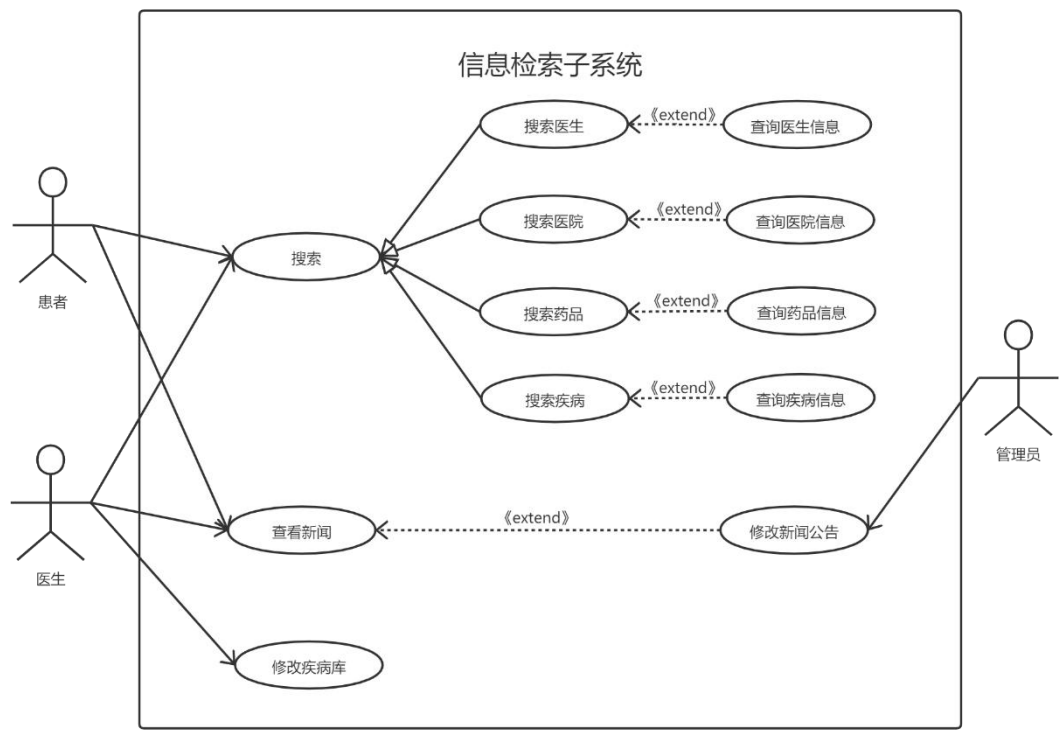 信息检索子系统
搜索医生
《extend》
查询医生信息
搜索医院
《extend》
查询医院信息
搜索
患者
搜索药品
《extend》
查询药品信息
搜索疾病
《extend》
查询疾病信息
管理员
查看新闻
《extend》
修改新闻公告
医生
修改疾病库